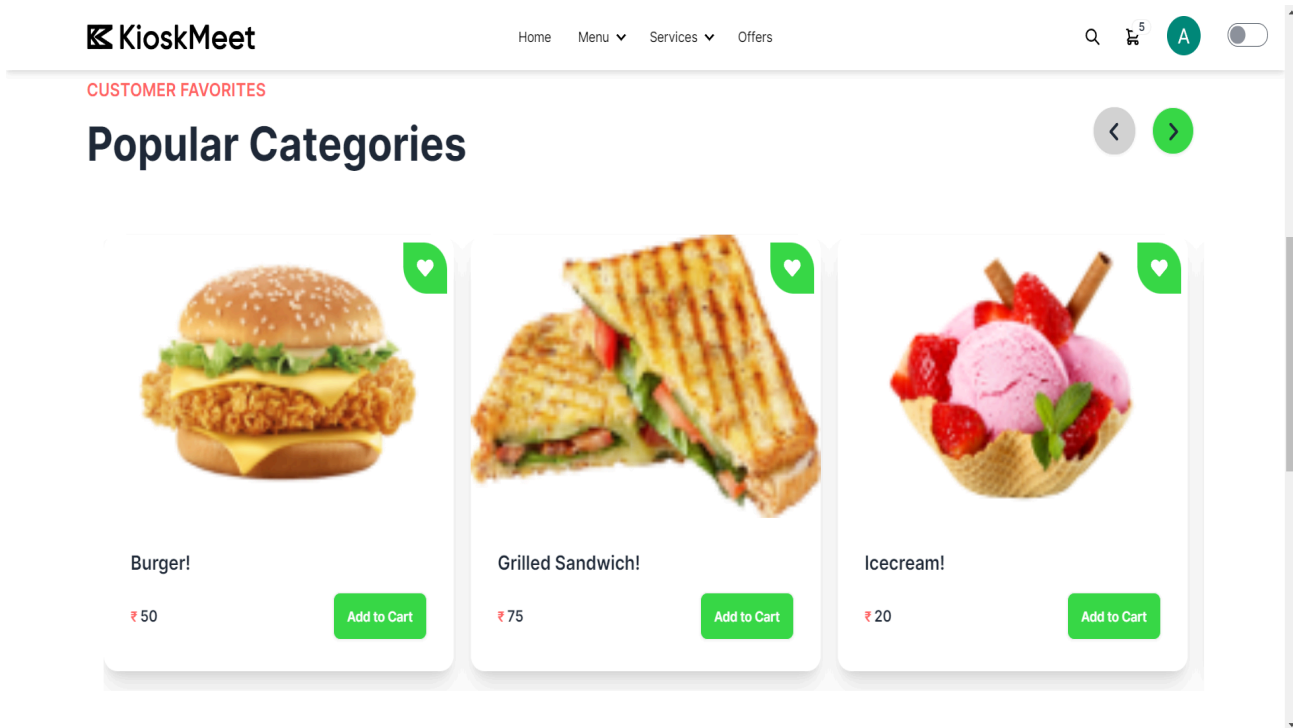 KioskMeet
Home Menu Services Offers
5
A
CUSTOMER FAVORITES
Popular Categories
Burger!
₹ 50 Add to Cart
Grilled Sandwich!
₹ 75 Add to Cart
Icecream!
₹ 20 Add to Cart